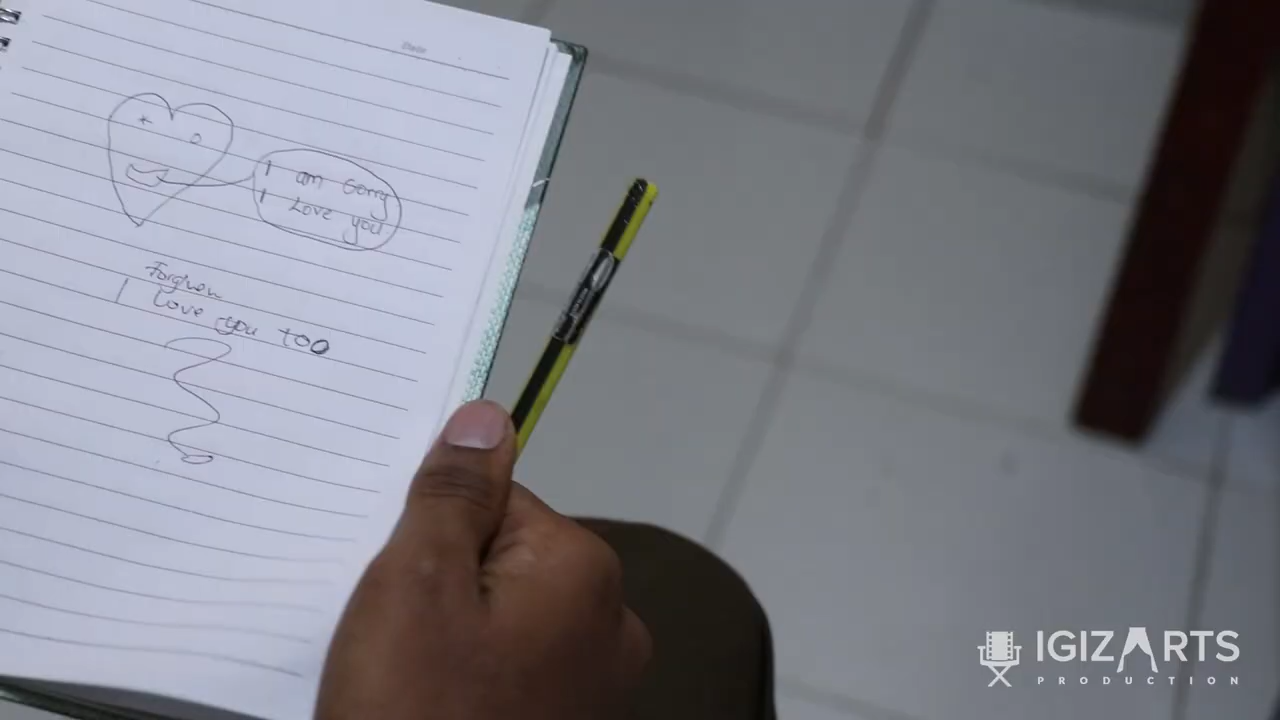 Date
I am sorry
I Love you
Forgiven
I Love you too
IGIZARTS
PRODUCTION